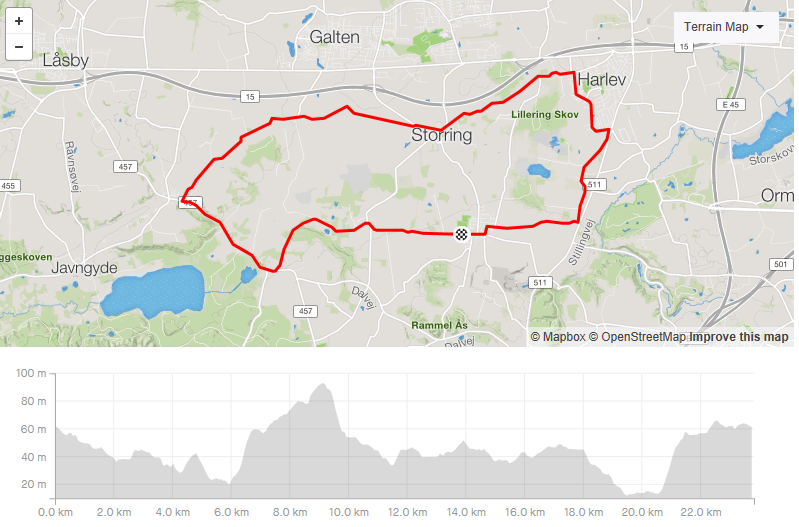 +
−
Terrain Map
Galten
15
Låsby
Harlev
15
E 45
Lillering Skov
Storring
Ravnsøvej
457
Storskov
455
511
457
Orm
Stillingvej
ggeskoven
Javngyde
501
511
Dalvej
457
Rammel Ås
Dalvej
© Mapbox © OpenStreetMap Improve this map
100 m
80 m
60 m
40 m
20 m
0.0 km 2.0 km 4.0 km 6.0 km 8.0 km 10.0 km 12.0 km 14.0 km 16.0 km 18.0 km 20.0 km 22.0 km